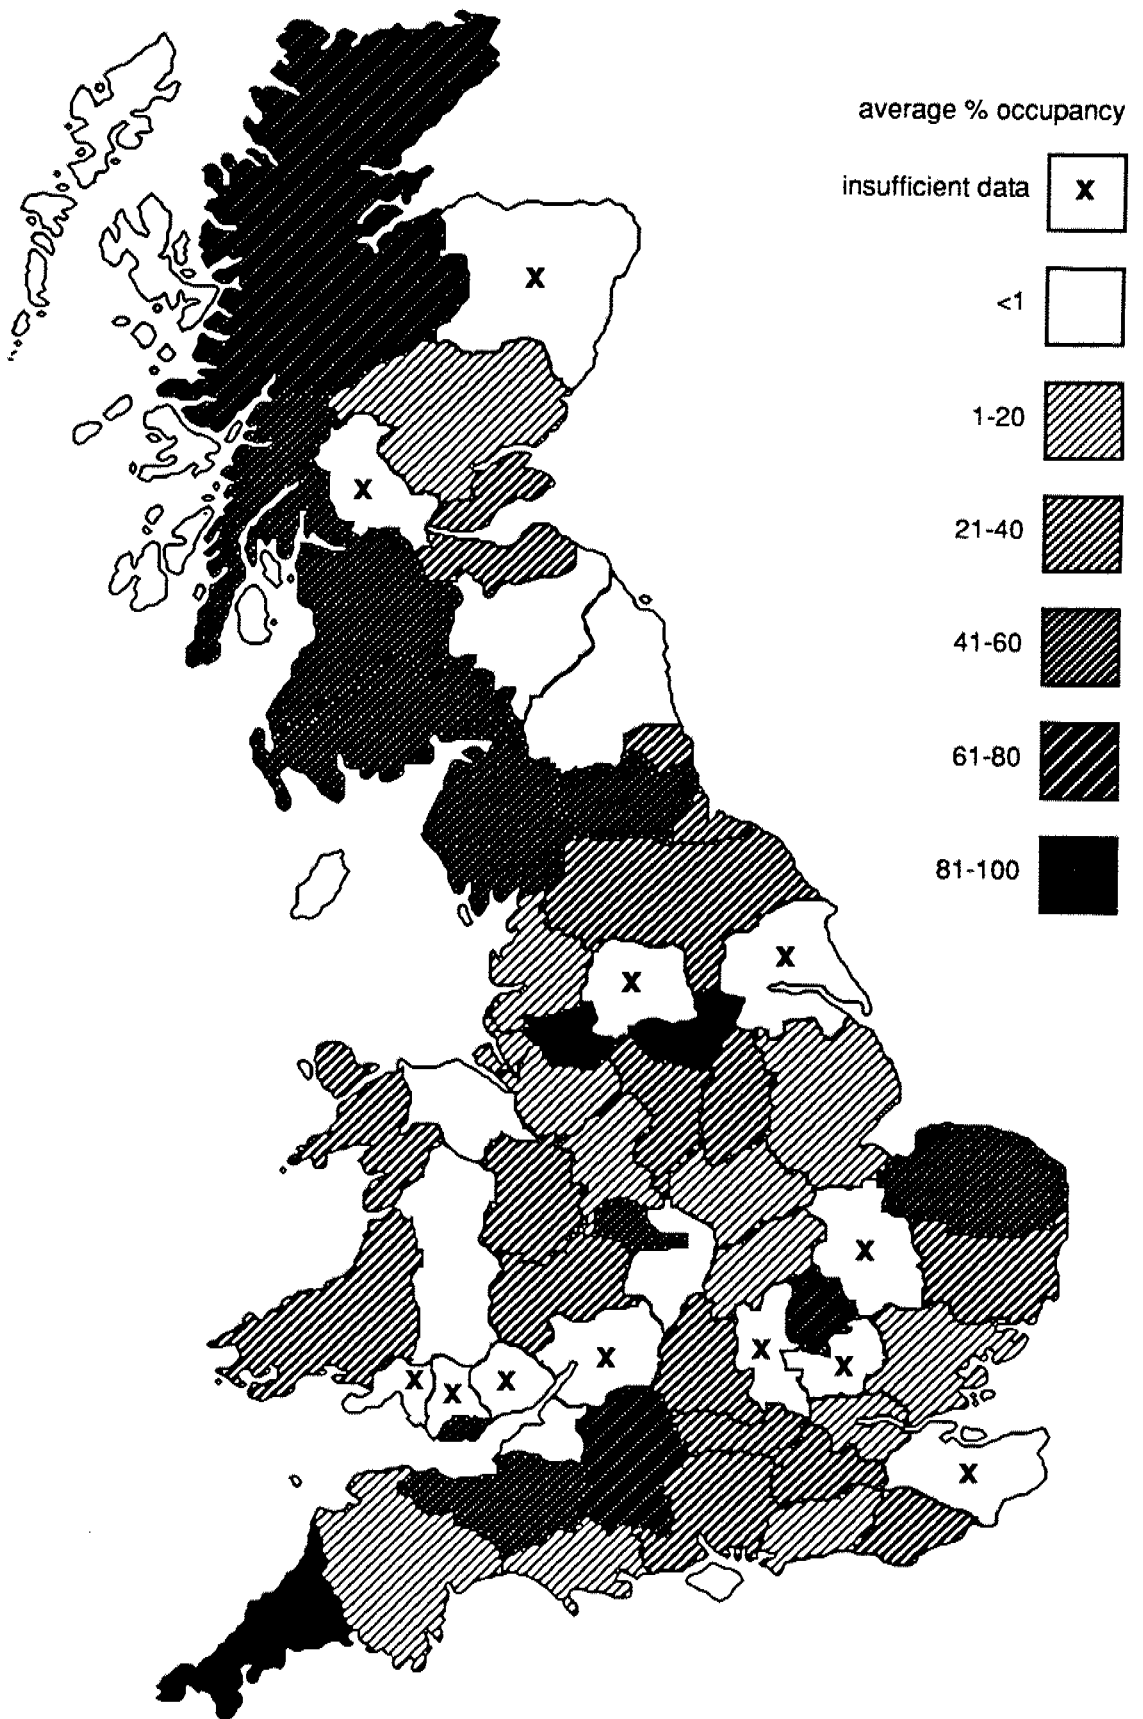 average % occupancy
insufficient data X
<1
1-20
21-40
41-60
61-80
81-100
X
X
X
X
X
X
X
X
X
X
X
X